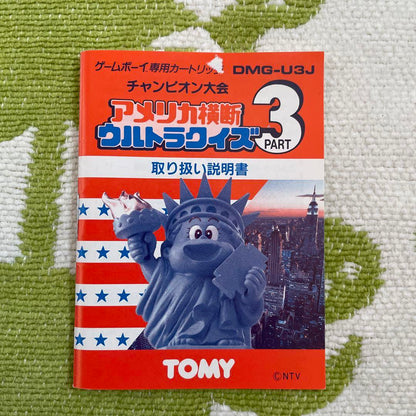 ゲームボーイ専用カートリッジ DMG-U3J
チャンピオン大会
アメリカ横断
ウルトラクイズ3
PART
取り扱い説明書
TOMY
©NTV